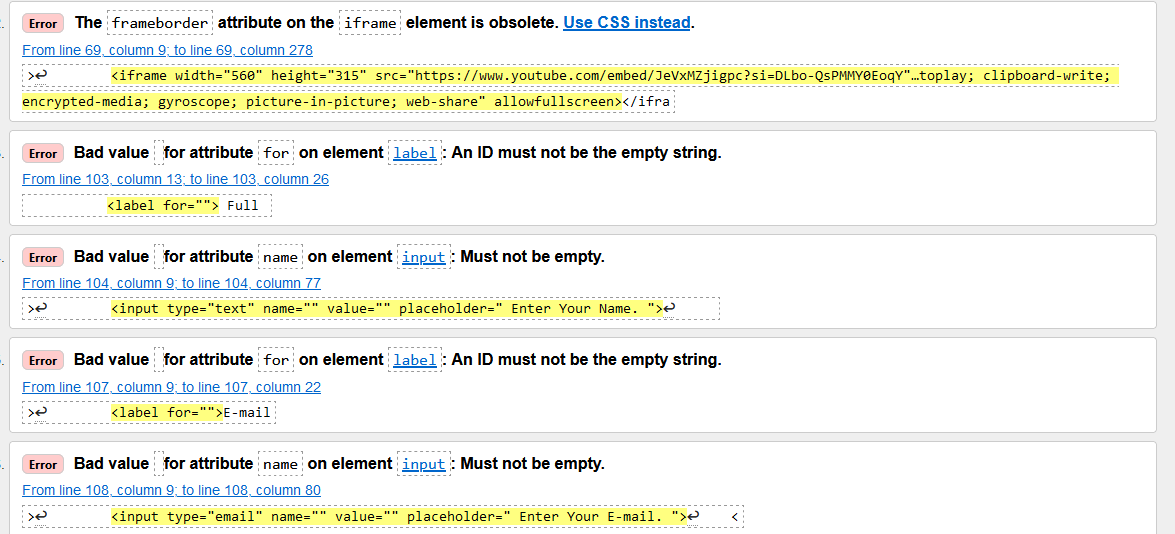 Error The frameborder attribute on the iframe element is obsolete. Use CSS instead.
From line 69, column 9; to line 69, column 278
>↩ <iframe width="560" height="315" src="https://www.youtube.com/embed/JeVxMZjigpc?si=DLbo-QsPMMY0EoqY"…toplay; clipboard-write;
encrypted-media; gyroscope; picture-in-picture; web-share" allowfullscreen></ifra
Error Bad value for attribute for on element label: An ID must not be the empty string.
From line 103, column 13; to line 103, column 26
<label for=""> Full
Error Bad value for attribute name on element input: Must not be empty.
From line 104, column 9; to line 104, column 77
>↩ <input type="text" name="" value="" placeholder=" Enter Your Name. ">↩
Error Bad value for attribute for on element label: An ID must not be the empty string.
From line 107, column 9; to line 107, column 22
>↩ <label for="">E-mail
Error Bad value for attribute name on element input: Must not be empty.
From line 108, column 9; to line 108, column 80
>↩ <input type="email" name="" value="" placeholder=" Enter Your E-mail. ">↩ <